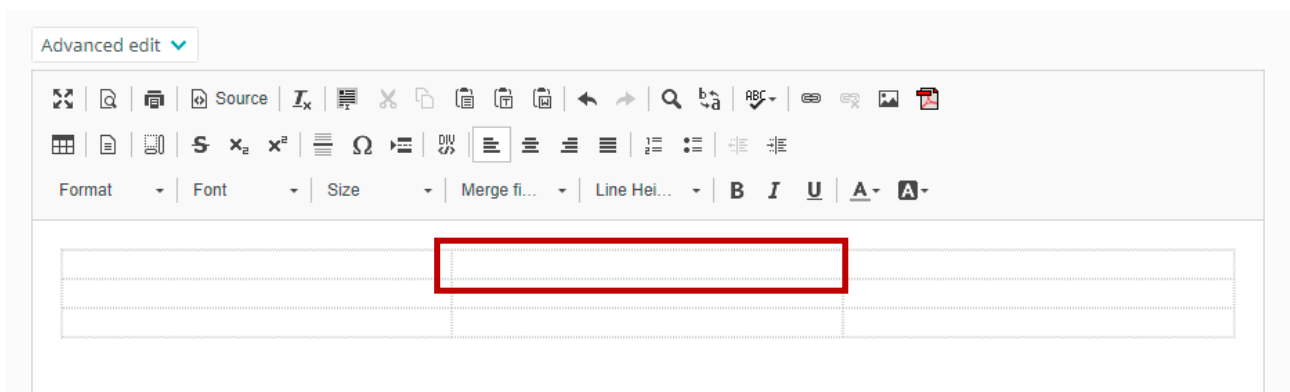 Advanced edit
Source
Format Font Size Merge fi... Line Hei... B I U A A